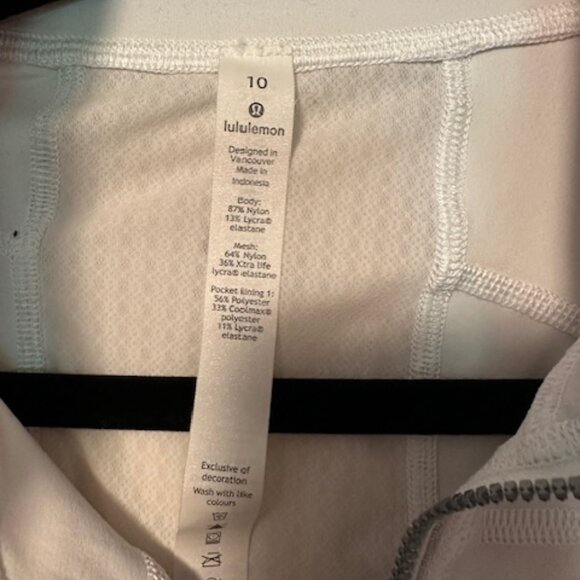 10
lululemon
Designed in
Vancouver
Made in
Indonesia
Body:
87% Nylon
13% Lycra®
elastane
Mesh:
64% Nylon
36% Xtra life
lycra® elastane
Pocket lining 1:
56% Polyester
33% Coolmax®
polyester
11% Lycra®
elastane
Exclusive of
decoration
Wash with like
colours